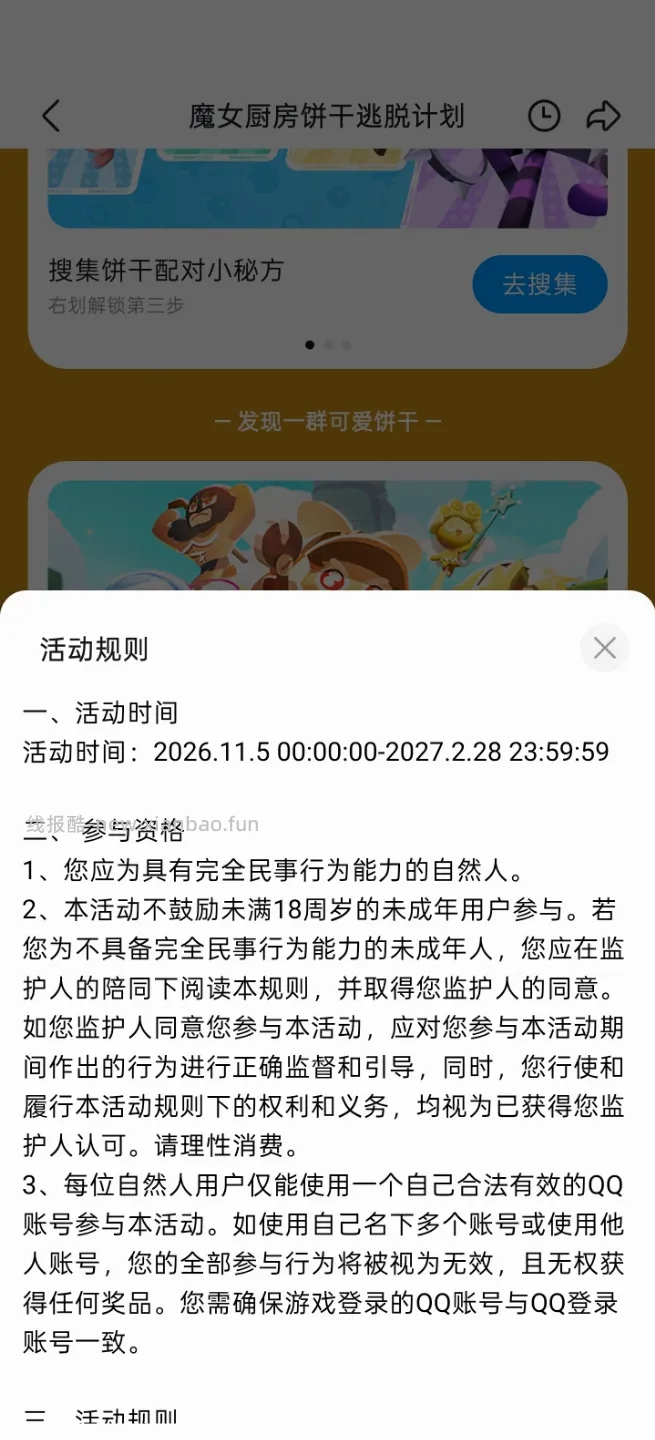 魔女厨房饼干逃脱计划
搜集饼干配对小秘方
右划解锁第三步
去搜集
— 发现一群可爱饼干 —
活动规则
一、活动时间
活动时间：2026.11.5 00:00:00-2027.2.28 23:59:59
线报酷-new.xianbao.fun
二、参与资格
1、您应为具有完全民事行为能力的自然人。
2、本活动不鼓励未满18周岁的未成年用户参与。若
您为不具备完全民事行为能力的未成年人，您应在监
护人的陪同下阅读本规则，并取得您监护人的同意。
如您监护人同意您参与本活动，应对您参与本活动期
间作出的行为进行正确监督和引导，同时，您行使和
履行本活动规则下的权利和义务，均视为已获得您监
护人认可。请理性消费。
3、每位自然人用户仅能使用一个自己合法有效的QQ
账号参与本活动。如使用自己名下多个账号或使用他
人账号，您的全部参与行为将被视为无效，且无权获
得任何奖品。您需确保游戏登录的QQ账号与QQ登录
账号一致。
三、活动规则